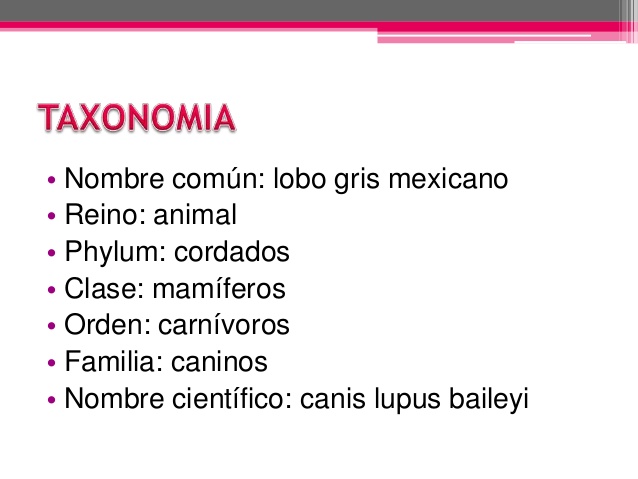 TAXONOMIA
• Nombre común: lobo gris mexicano
• Reino: animal
• Phylum: cordados
• Clase: mamíferos
• Orden: carnívoros
• Familia: caninos
• Nombre científico: canis lupus baileyi